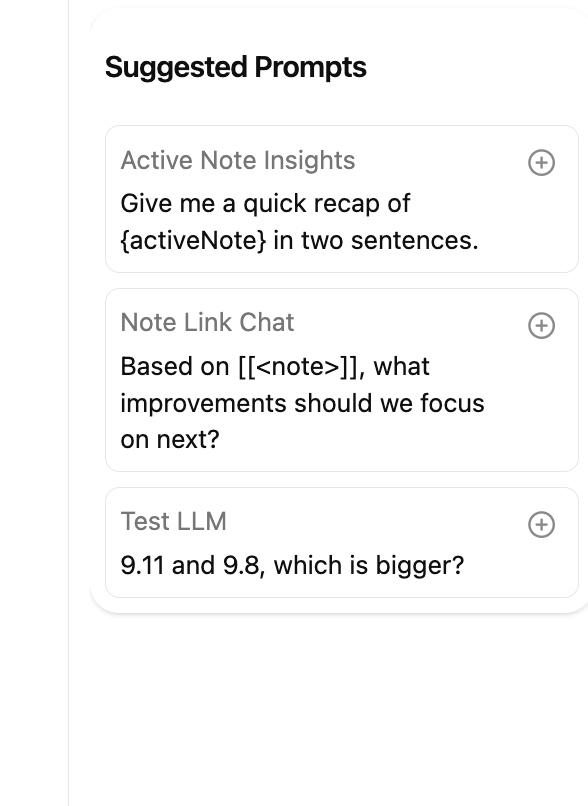 Suggested Prompts
Active Note Insights
Give me a quick recap of
{activeNote} in two sentences.
Note Link Chat
Based on [[<note>]], what
improvements should we focus
on next?
Test LLM
9.11 and 9.8, which is bigger?